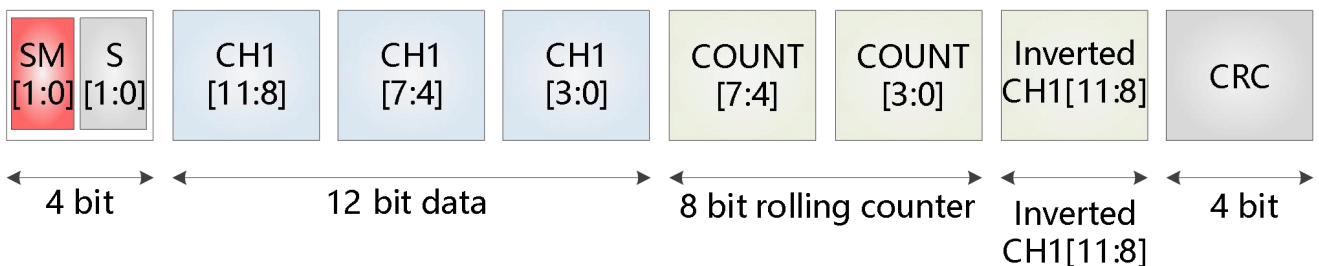 SM
[1:0]
S
[1:0]
CH1
[11:8]
CH1
[7:4]
CH1
[3:0]
COUNT
[7:4]
COUNT
[3:0]
Inverted
CH1[11:8]
CRC
4 bit
12 bit data
8 bit rolling counter
Inverted
CH1[11:8]
4 bit